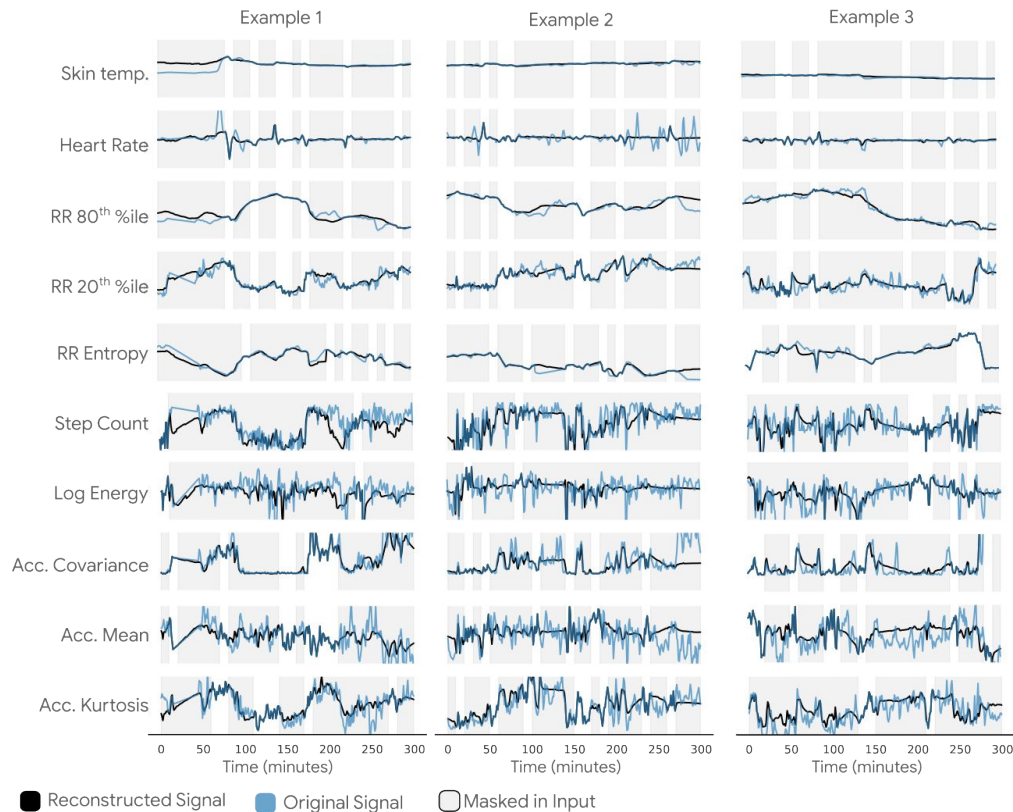 Example 1 Example 2 Example 3
Skin temp.
Heart Rate
RR 80th %ile
RR 20th %ile
RR Entropy
Step Count
Log Energy
Acc. Covariance
Acc. Mean
Acc. Kurtosis
0 50 100 150 200 250 300 0 50 100 150 200 250 300 0 50 100 150 200 250 300
Time (minutes) Time (minutes) Time (minutes)
Reconstructed Signal Original Signal Masked in Input